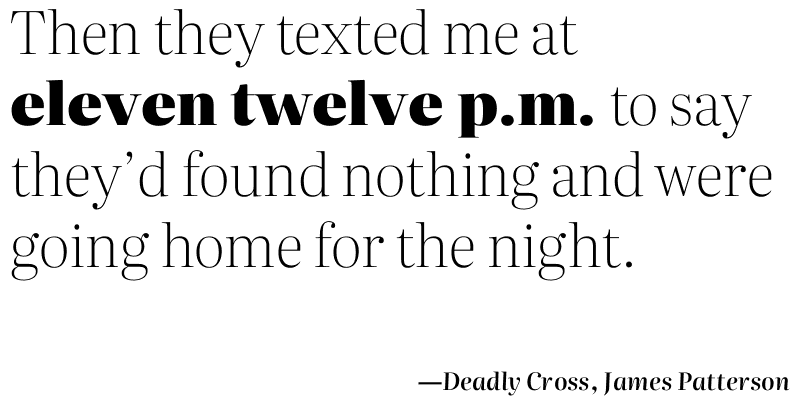 Then they texted me at
eleven twelve p.m. to say
they’d found nothing and were
going home for the night.
—Deadly Cross, James Patterson